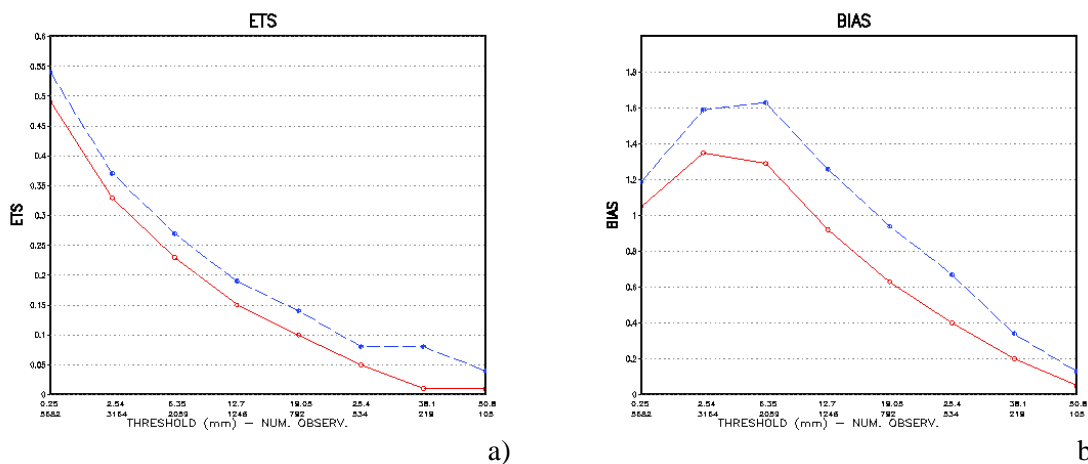 ETS
0.6
0.55
0.5
0.45
0.4
0.35
0.3
0.25
0.2
0.15
0.1
0.05
0
ETS
0.25 2.54 6.35 12.7 19.05 25.4 38.1 50.8
5682 3164 2059 1246 792 534 219 105
THRESHOLD (mm) – NUM. OBSERV.
a)
BIAS
1.8
1.6
1.4
1.2
1
0.8
0.6
0.4
0.2
0
BIAS
0.25 2.54 6.35 12.7 19.05 25.4 38.1 50.8
5682 3164 2059 1246 792 534 219 105
THRESHOLD (mm) – NUM. OBSERV.
b